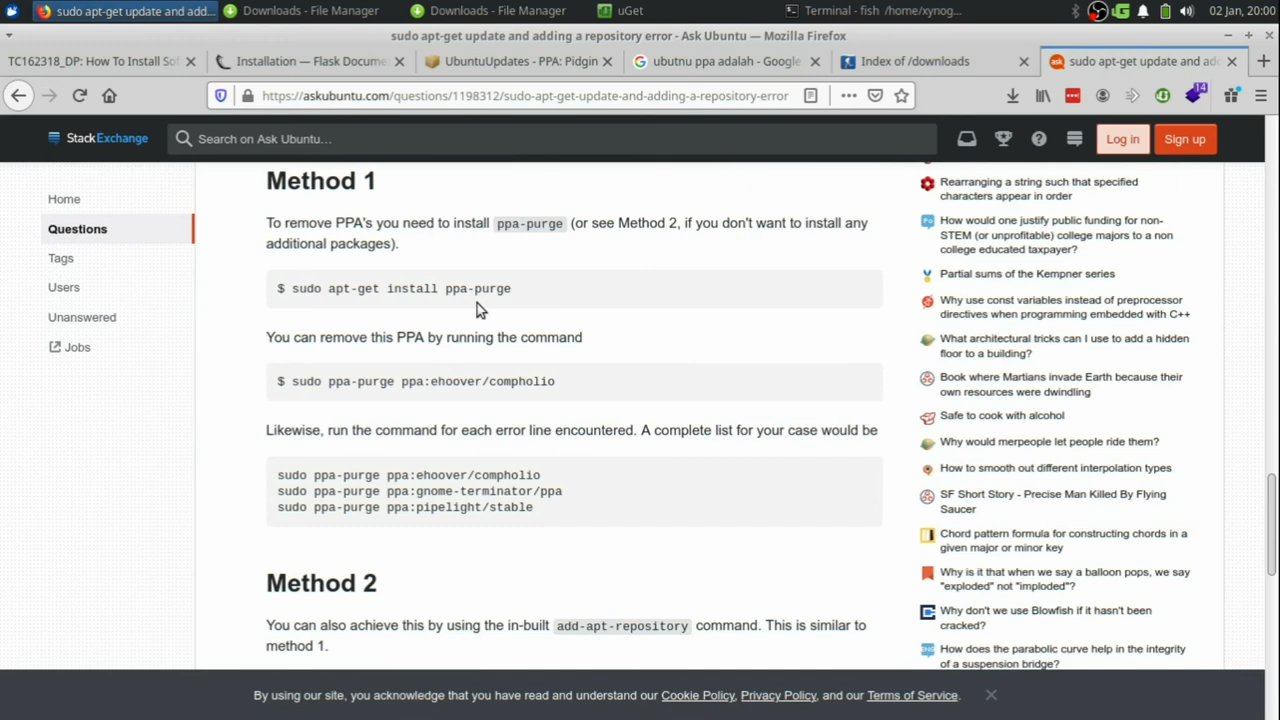 sudo apt-get update and add...
Downloads - File Manager
Downloads - File Manager
uGet
Terminal - fish /home/xynog...
02 Jan, 20:00
sudo apt-get update and adding a repository error - Ask Ubuntu — Mozilla Firefox
TC162318_DP: How To Install Sof
Installation — Flask Docume
UbuntuUpdates - PPA: Pidgin
ubutnu ppa adalah - Google
Index of /downloads
sudo apt-get update and ad
https://askubuntu.com/questions/1198312/sudo-apt-get-update-and-adding-a-repository-error
14
StackExchange
Search on Ask Ubuntu…
Log in
Sign up
Home
Questions
Tags
Users
Unanswered
Jobs
Method 1
To remove PPA's you need to install ppa-purge (or see Method 2, if you don't want to install any
additional packages).
$ sudo apt-get install ppa-purge
You can remove this PPA by running the command
$ sudo ppa-purge ppa:ehoover/compholio
Likewise, run the command for each error line encountered. A complete list for your case would be
sudo ppa-purge ppa:ehoover/compholio
sudo ppa-purge ppa:gnome-terminator/ppa
sudo ppa-purge ppa:pipelight/stable
Method 2
You can also achieve this by using the in-built add-apt-repository command. This is similar to
method 1.
Rearranging a string such that specified
characters appear in order
How would one justify public funding for non-
STEM (or unprofitable) college majors to a non
college educated taxpayer?
Partial sums of the Kempner series
Why use const variables instead of preprocessor
directives when programming embedded with C++
What architectural tricks can I use to add a hidden
floor to a building?
Book where Martians invade Earth because their
own resources were dwindling
Safe to cook with alcohol
Why would merpeople let people ride them?
How to smooth out different interpolation types
SF Short Story - Precise Man Killed By Flying
Saucer
Chord pattern formula for constructing chords in a
given major or minor key
Why is it that when we say a balloon pops, we say
"exploded" not "imploded"?
Why don't we use Blowfish if it hasn't been
cracked?
How does the parabolic curve help in the integrity
of a suspension bridge?
By using our site, you acknowledge that you have read and understand our Cookie Policy, Privacy Policy, and our Terms of Service.